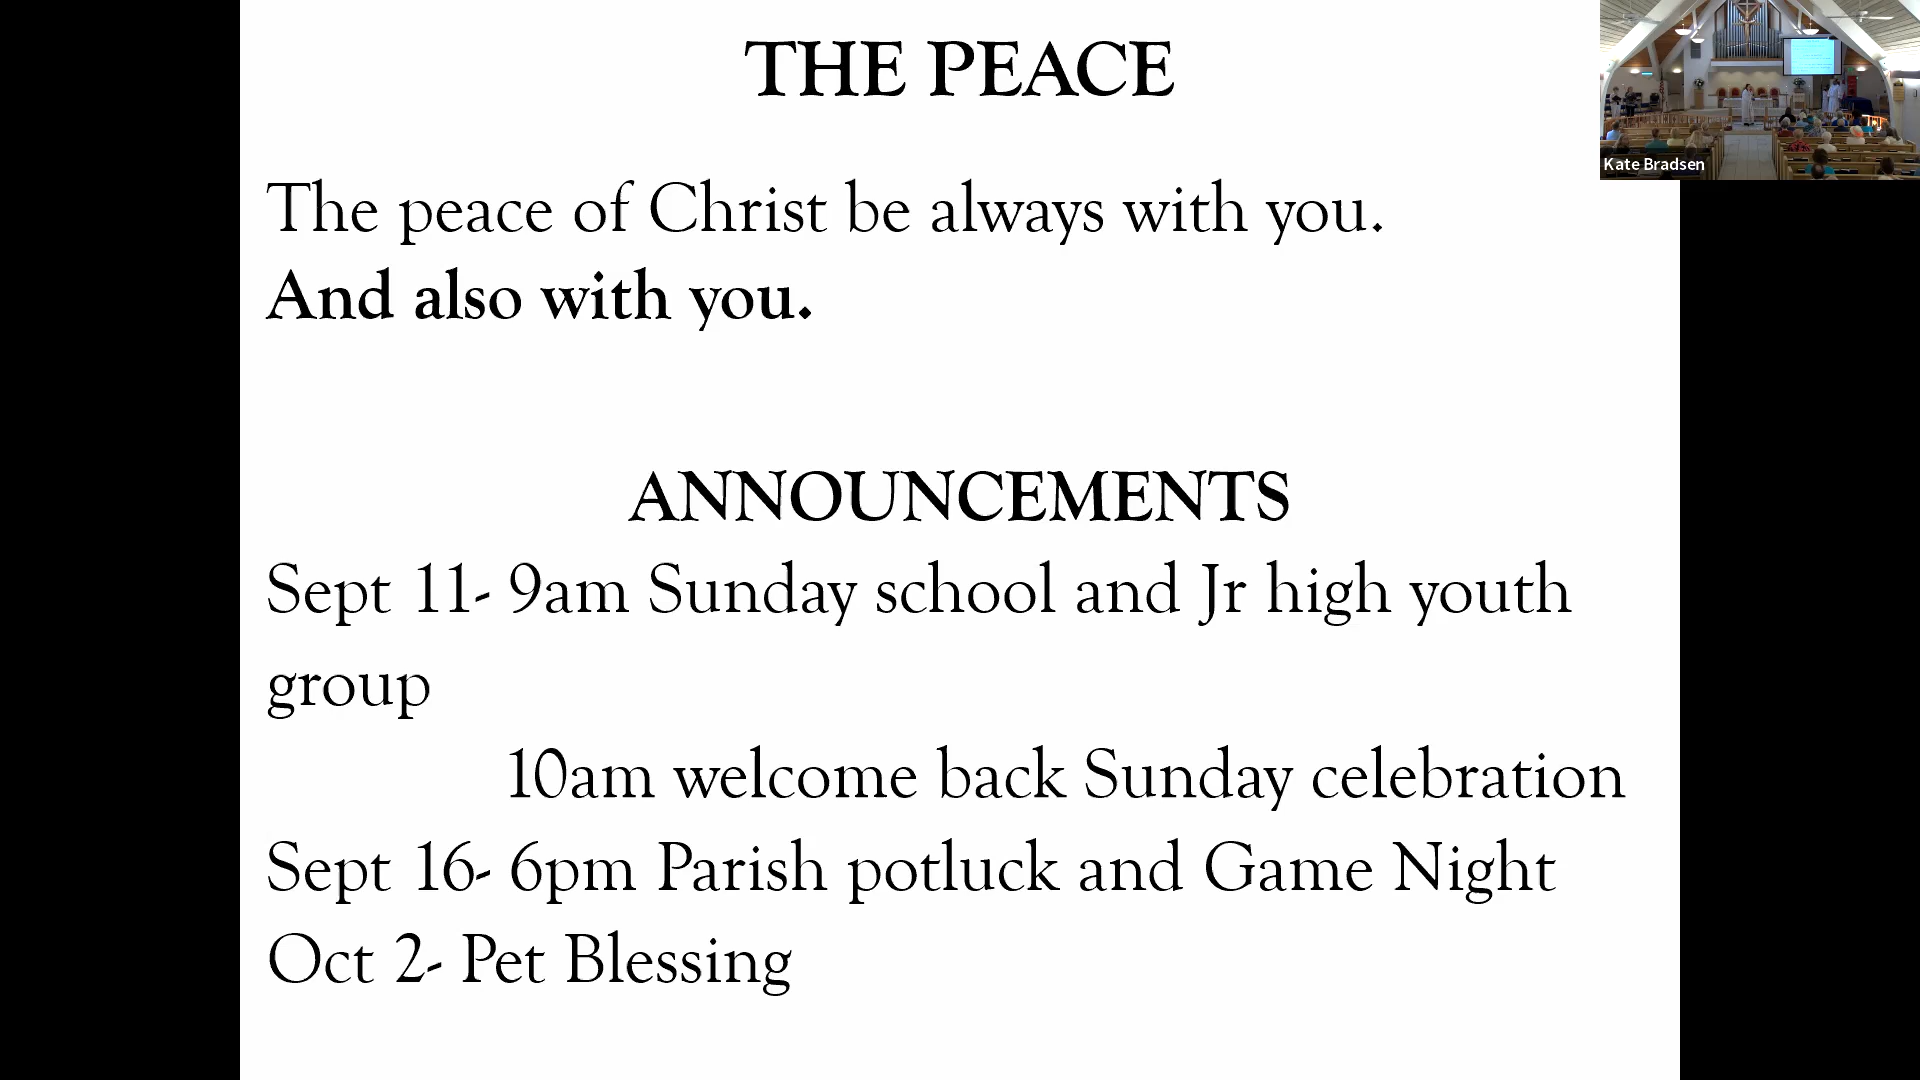 THE PEACE
The peace of Christ be always with you.
And also with you.
ANNOUNCEMENTS
Sept 11- 9am Sunday school and Jr high youth
group
10am welcome back Sunday celebration
Sept 16- 6pm Parish potluck and Game Night
Oct 2- Pet Blessing
Kate Bradsen